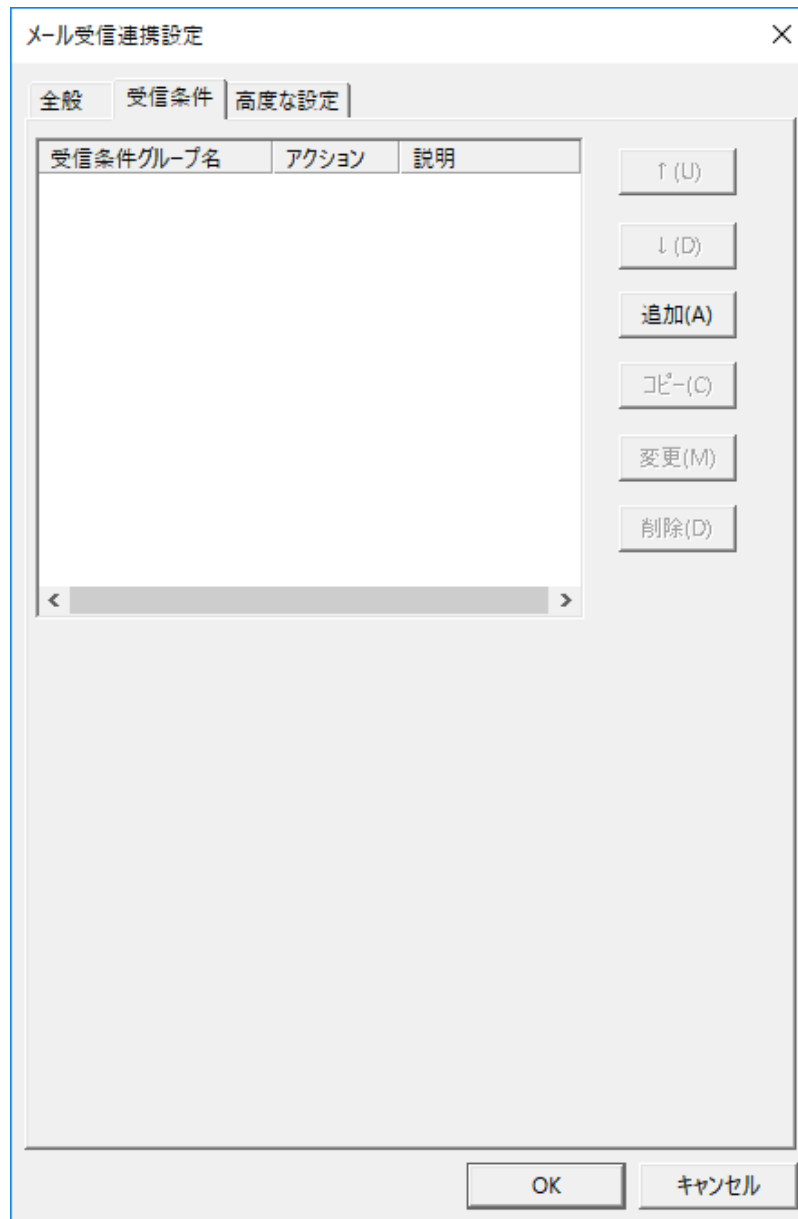 メール受信連携設定
全般 受信条件 高度な設定
受信条件グループ名 アクション 説明
↑(U)
↓(D)
追加(A)
コピー(C)
変更(M)
削除(D)
OK キャンセル